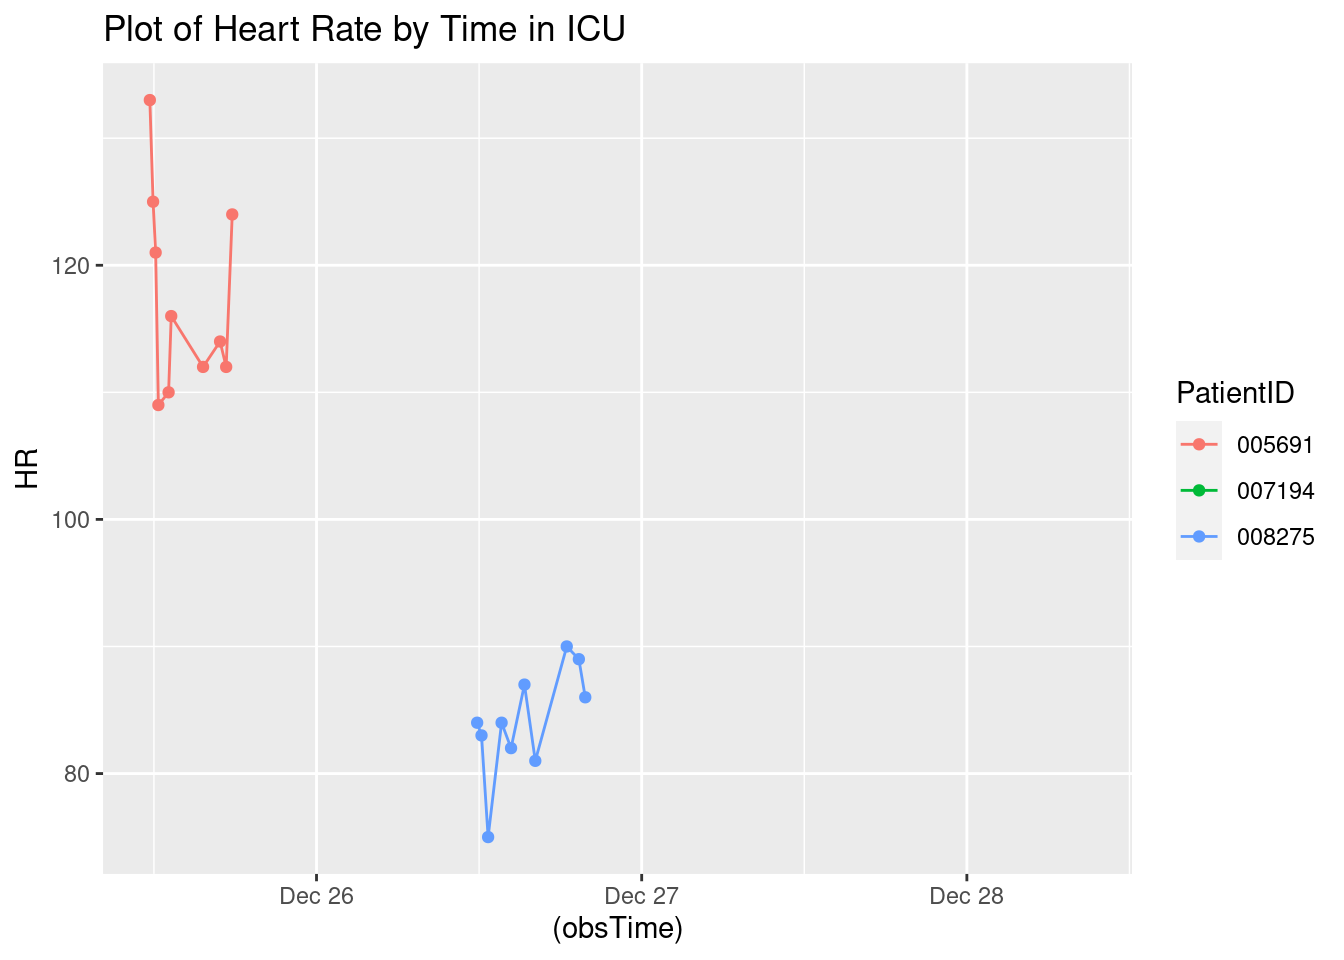 Plot of Heart Rate by Time in ICU
120
100
80
HR
Dec 26
Dec 27
Dec 28
(obsTime)
PatientID
005691
007194
008275